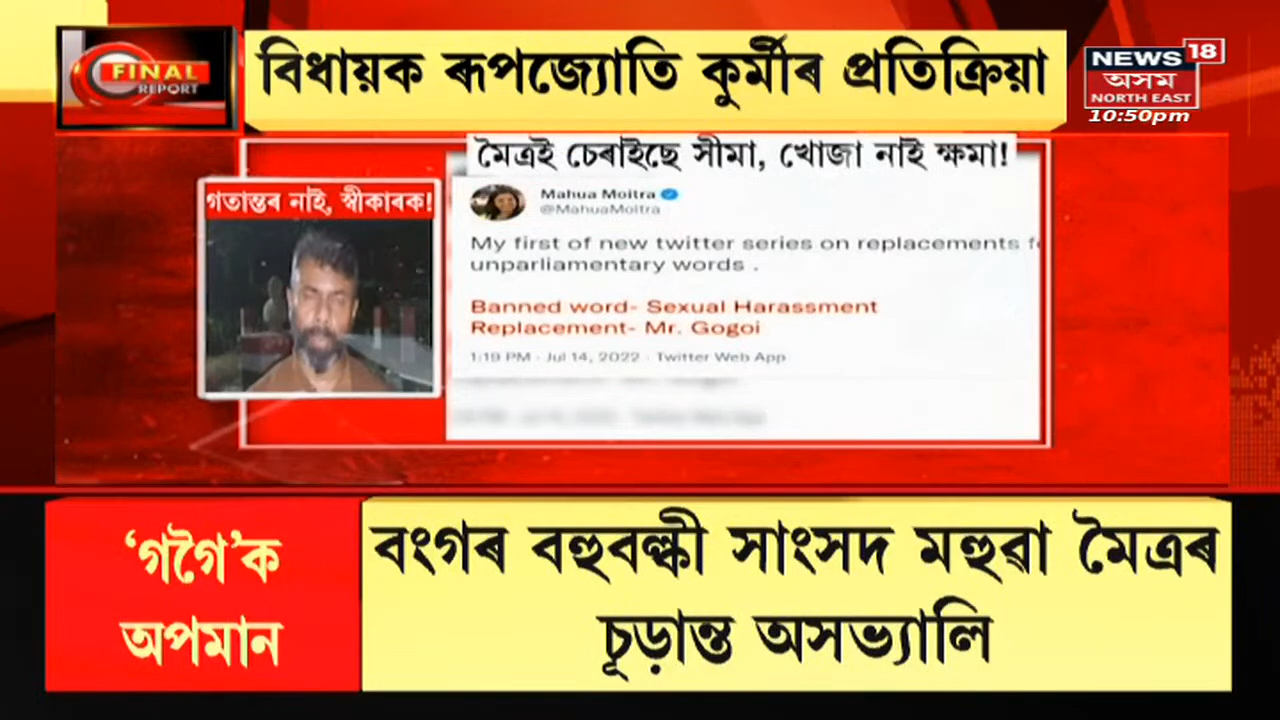 FINAL
REPORT
বিধায়ক ৰূপজ্যোতি কুৰ্মীৰ প্ৰতিক্ৰিয়া
NEWS 18
অসম
NORTH EAST
10:50pm
মৈত্ৰই চেৰাইছে সীমা, খোজা নাই ক্ষমা!
গত্যন্তৰ নাই, স্বীকাৰক!
Mahua Moitra
@MahuaMoitra
My first of new twitter series on replacements
unparliamentary words .
Banned word- Sexual Harassment
Replacement- Mr. Gogoi
1:19 PM · Jul 14, 2022 · Twitter Web App
‘গগৈ’ক
অপমান
বংগৰ বহুবল্কী সাংসদ মহুৱা মৈত্ৰৰ
চূড়ান্ত অসভ্যালি